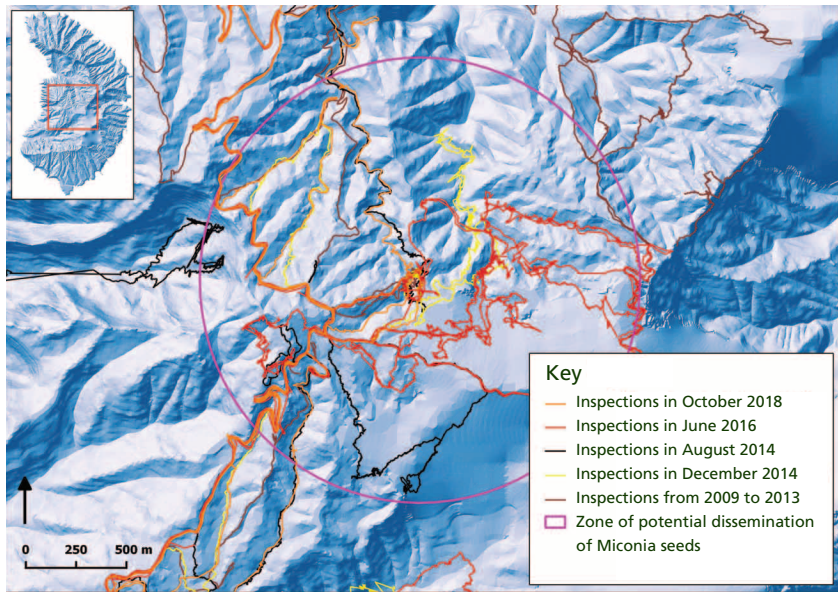 Key
Inspections in October 2018
Inspections in June 2016
Inspections in August 2014
Inspections in December 2014
Inspections from 2009 to 2013
Zone of potential dissemination
of Miconia seeds
0 250 500 m